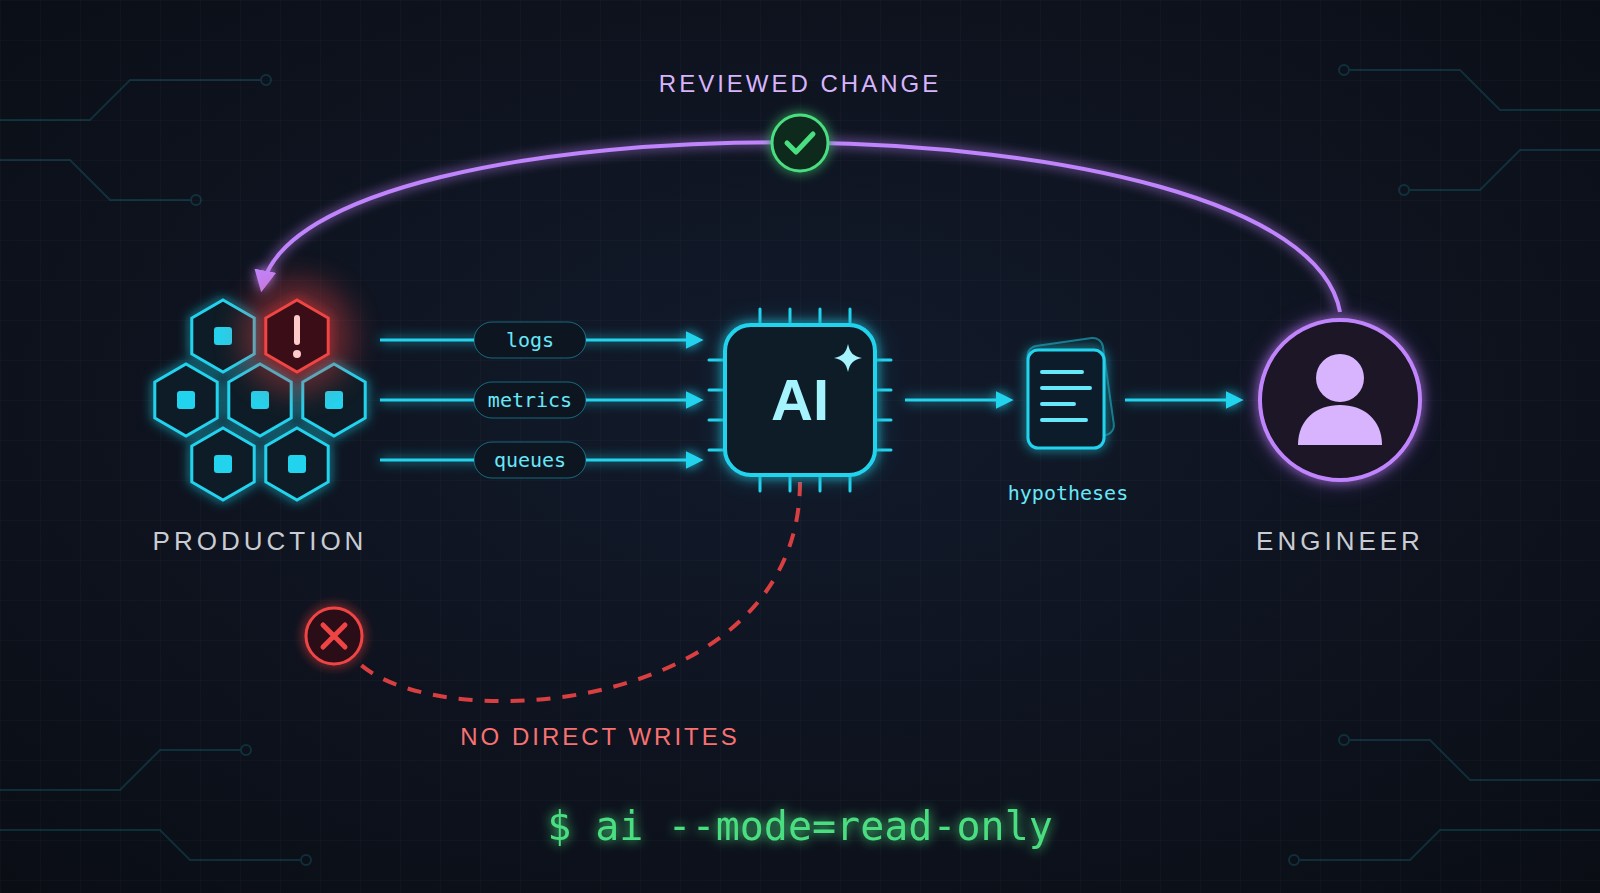 REVIEWED CHANGE
logs
metrics
queues
AI
hypotheses
PRODUCTION
ENGINEER
NO DIRECT WRITES
$ ai --mode=read-only